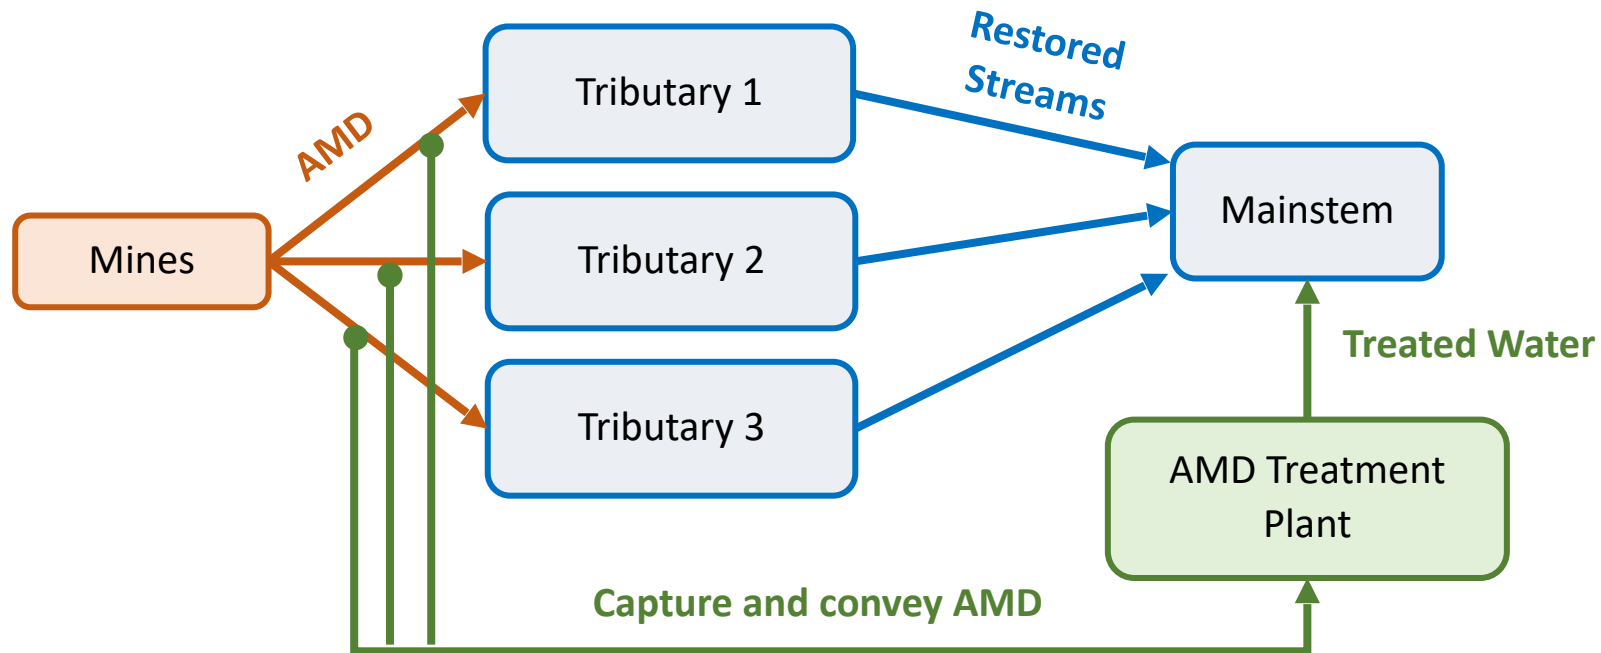 AMD
Tributary 1
Restored
Streams
Mines
Tributary 2
Mainstem
Tributary 3
Treated Water
AMD Treatment
Plant
Capture and convey AMD